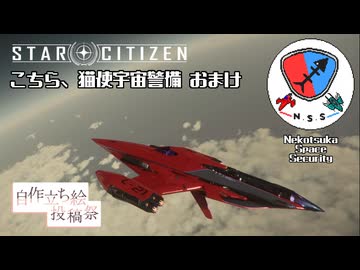 STAR CITIZEN
こちら、猫使宇宙警備 おまけ
N.S.S
Nekotsuka
Space
Security
自作立ち絵
投稿祭